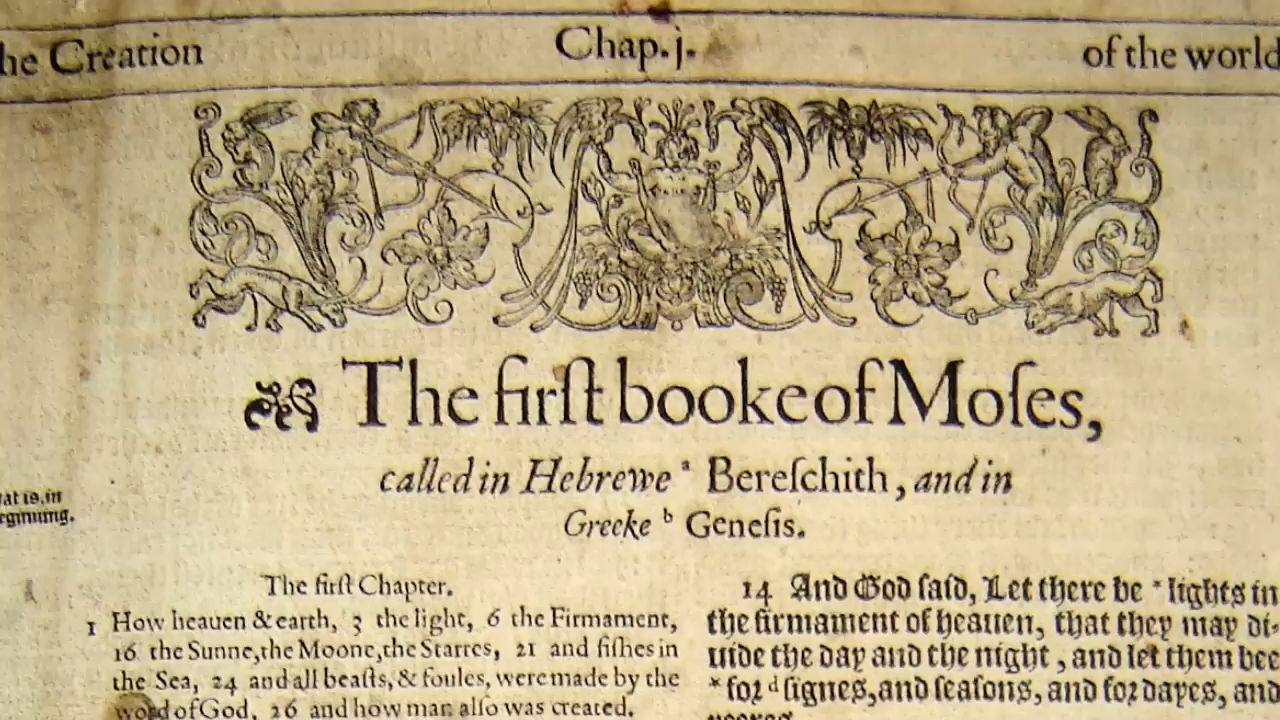 he Creation
Chap.j.
of the world
The firſt booke of Moſes,
called in Hebrewe a Bereſchith, and in
Greeke b Geneſis.
at is, in
eginning.
The firſt Chapter.
1 How heauen & earth, 3 the light, 6 the Firmament,
16 the Sunne, the Moone, the Starres, 21 and fiſhes in
the Sea, 24 and all beaſts, & foules, were made by the
word of God, 26 and how man alſo was created.
14 And God ſaid, Let there be * lights in
the firmament of heauen, that they may di-
uide the day and the night, and let them bee
* for d ſignes, and ſeaſons, and for dayes, and